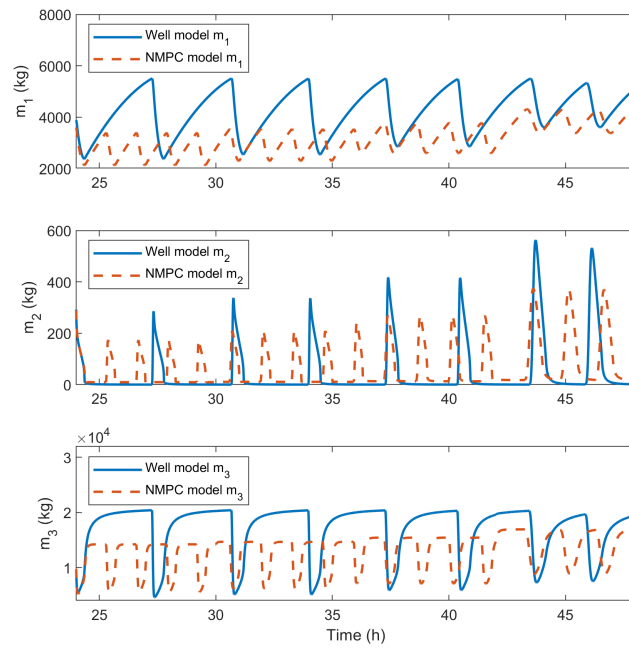 8000
6000
4000
2000
m1 (kg)
Well model m1
NMPC model m1
25 30 35 40 45
600
400
200
0
m2 (kg)
Well model m2
NMPC model m2
25 30 35 40 45
×10^4
3
2
1
m3 (kg)
Well model m3
NMPC model m3
25 30 35 40 45
Time (h)